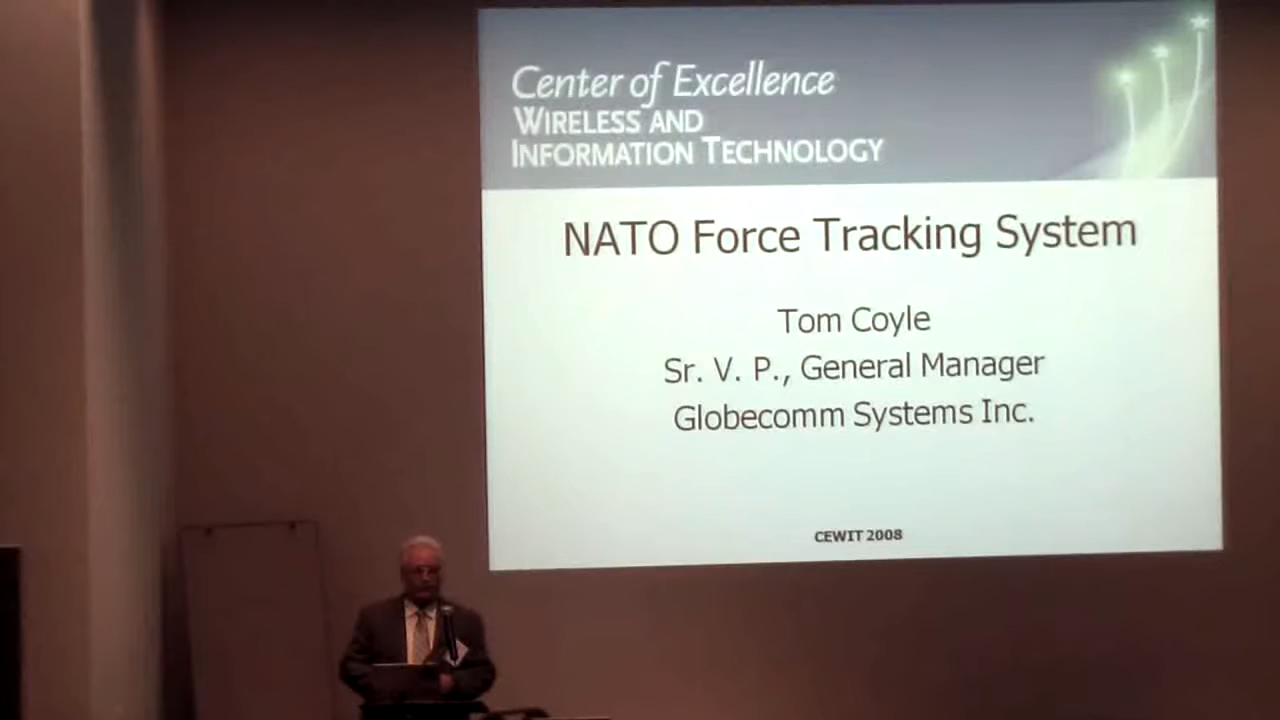 Center of Excellence
WIRELESS AND
INFORMATION TECHNOLOGY
NATO Force Tracking System
Tom Coyle
Sr. V. P., General Manager
Globecomm Systems Inc.
CEWIT 2008